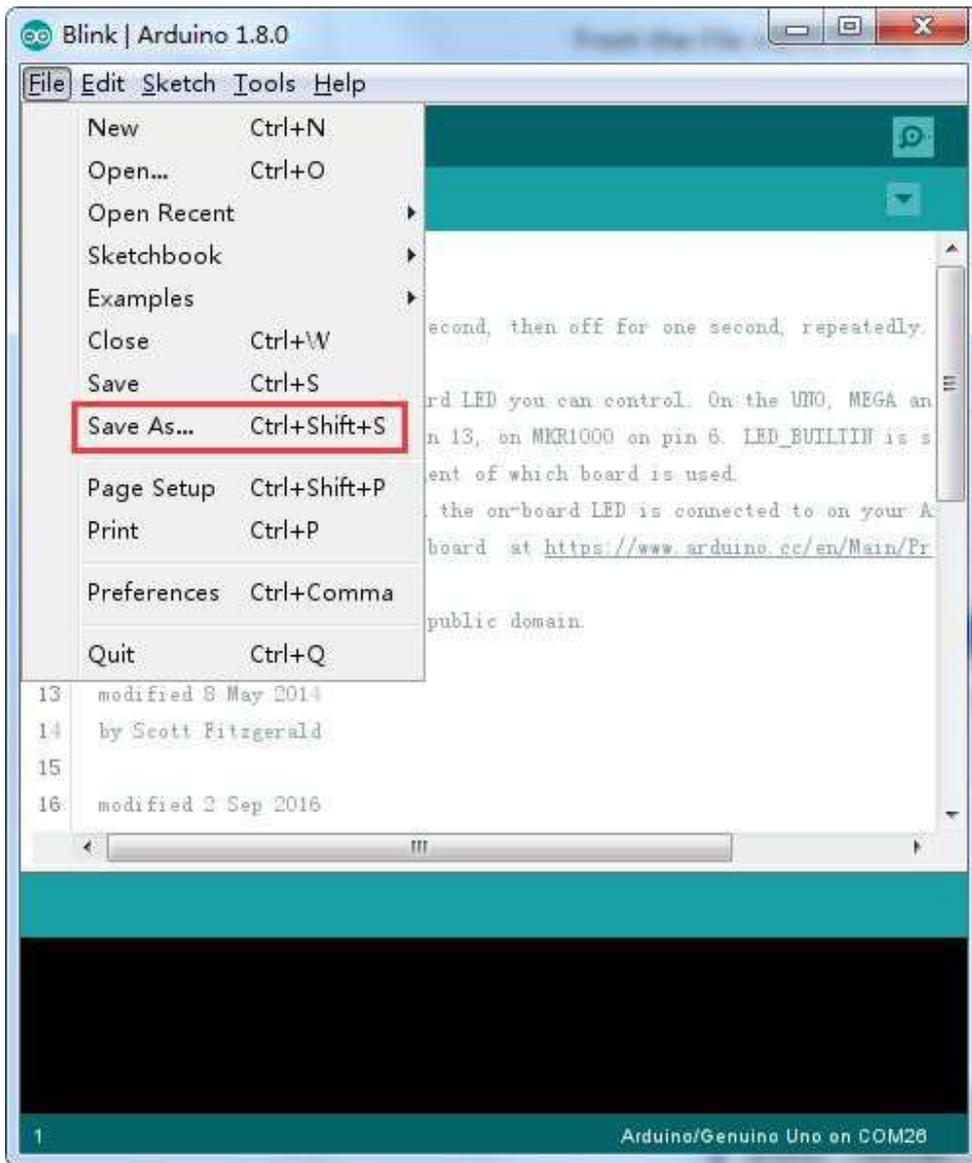 Blink | Arduino 1.8.0
File Edit Sketch Tools Help
New Ctrl+N
Open... Ctrl+O
Open Recent
Sketchbook
Examples
Close Ctrl+W
Save Ctrl+S
Save As... Ctrl+Shift+S
Page Setup Ctrl+Shift+P
Print Ctrl+P
Preferences Ctrl+Comma
Quit Ctrl+Q
econd, then off for one second, repeatedly.
rd LED you can control. On the UNO, MEGA an
n 13, on MKR1000 on pin 6. LED_BUILTIN is s
ent of which board is used.
the on-board LED is connected to on your A
board at https://www.arduino.cc/en/Main/Pr
public domain.
13 modified 8 May 2014
14 by Scott Fitzgerald
15
16 modified 2 Sep 2016
1 Arduino/Genuino Uno on COM26